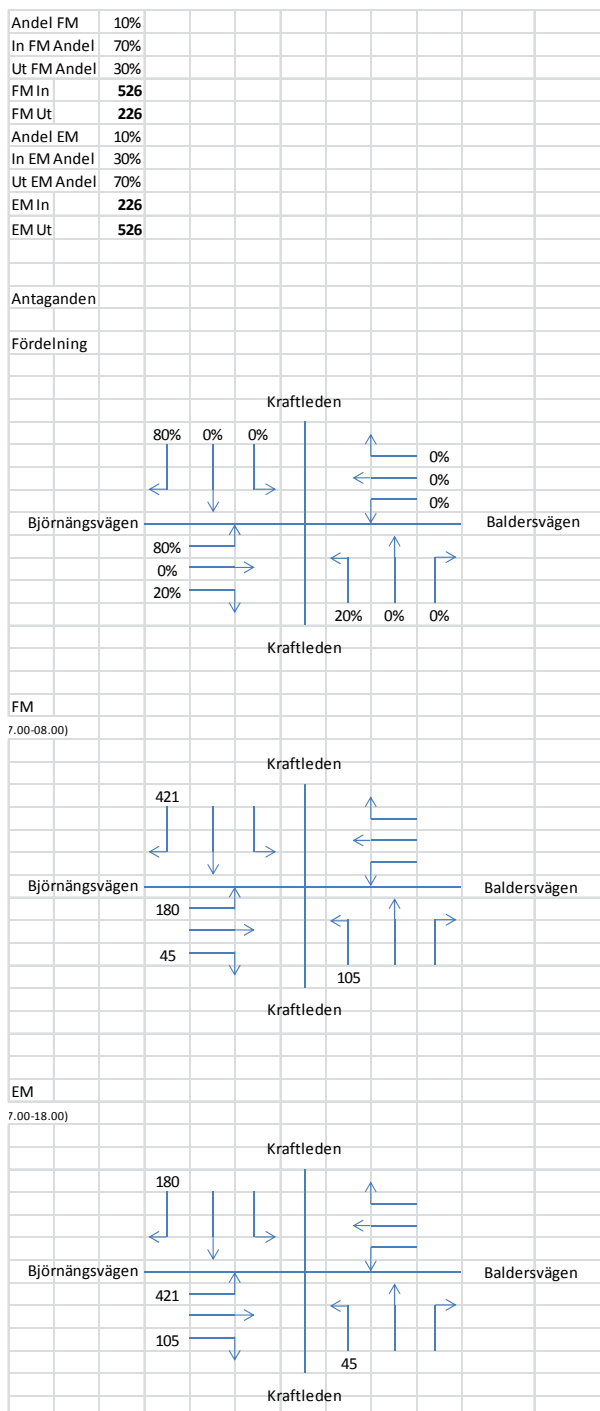 Andel FM 10%
In FM Andel 70%
Ut FM Andel 30%
FM In 526
FM Ut 226
Andel EM 10%
In EM Andel 30%
Ut EM Andel 70%
EM In 226
EM Ut 526
Antaganden
Fördelning
Kraftleden
80% 0% 0%
0%
0%
0%
Björnängsvägen Baldersvägen
80%
0%
20%
20% 0% 0%
Kraftleden
FM
7.00-08.00)
Kraftleden
421
Björnängsvägen Baldersvägen
180
45
105
Kraftleden
EM
7.00-18.00)
Kraftleden
180
Björnängsvägen Baldersvägen
421
105
45
Kraftleden